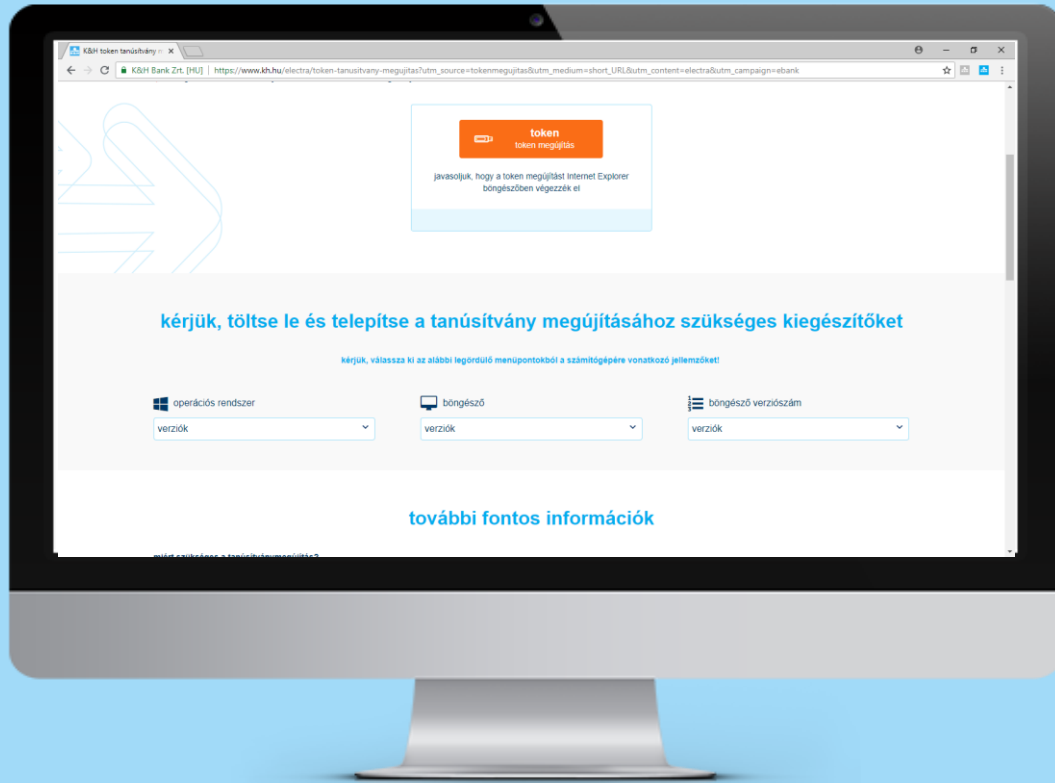 K&H token tanúsítvány
K&H Bank Zrt. [HU] | https://www.kh.hu/electra/token-tanusitvany-megujitas?utm_source=tokenmegujitas&utm_medium=short_URL&utm_content=electra&utm_campaign=ebank
token
token megújítás
javasoljuk, hogy a token megújítást Internet Explorer
böngészőben végezzék el
kérjük, töltse le és telepítse a tanúsítvány megújításához szükséges kiegészítőket
kérjük, válassza ki az alábbi legördülő menüpontokból a számítógépére vonatkozó jellemzőket!
operációs rendszer
böngésző
böngésző verziószám
verziók
verziók
verziók
további fontos információk
miért szükséges a tanúsítványmegújítás?